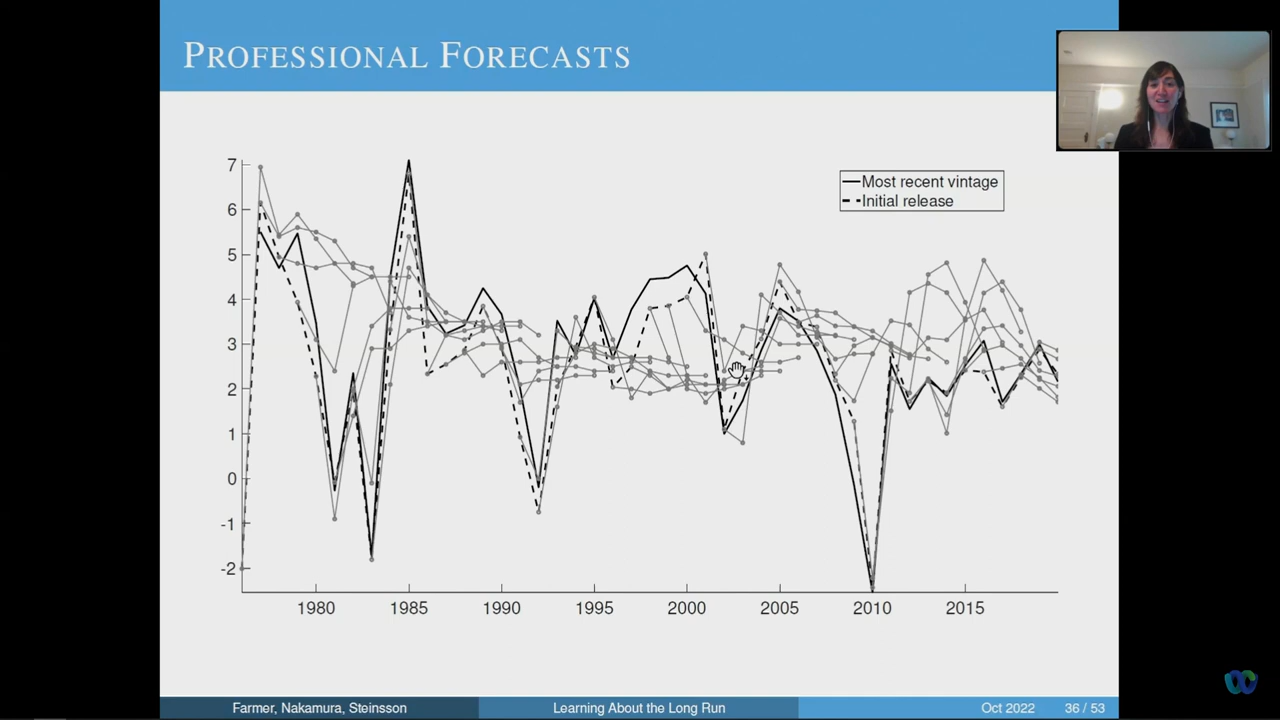 PROFESSIONAL FORECASTS
7
6
5
4
3
2
1
0
-1
-2
Most recent vintage
Initial release
1980 1985 1990 1995 2000 2005 2010 2015
Farmer, Nakamura, Steinsson Learning About the Long Run Oct 2022 36 / 53